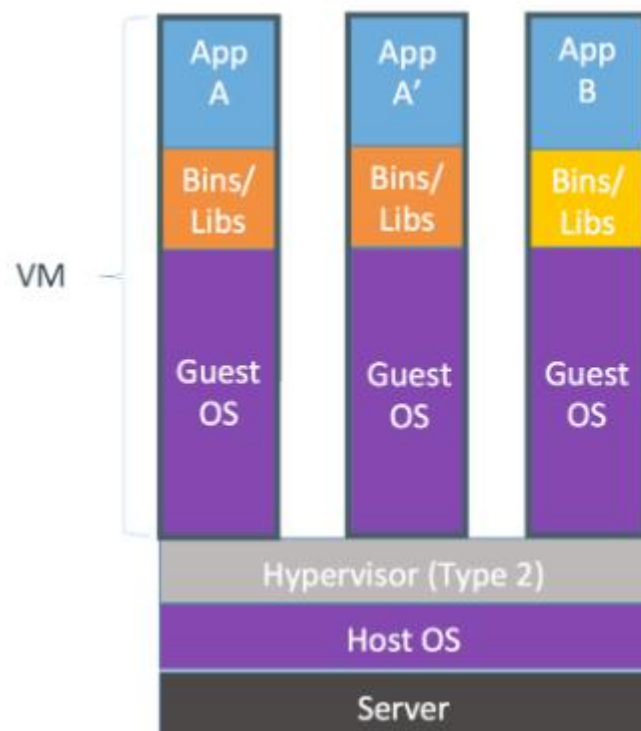 App
A
App
A’
App
B
Bins/
Libs
Bins/
Libs
Bins/
Libs
VM
Guest
OS
Guest
OS
Guest
OS
Hypervisor (Type 2)
Host OS
Server